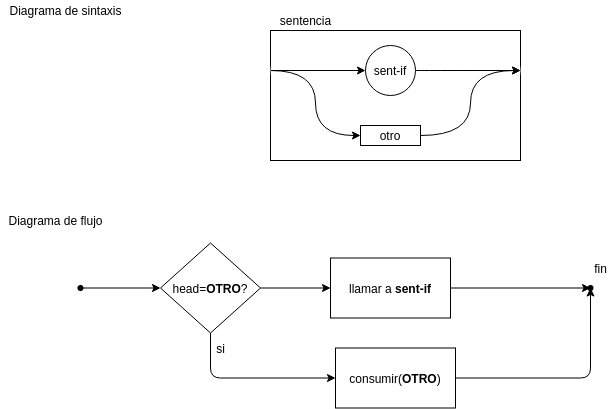 Diagrama de sintaxis
sentencia
sent-if
otro
Diagrama de flujo
fin
head=OTRO?
llamar a sent-if
si
consumir(OTRO)